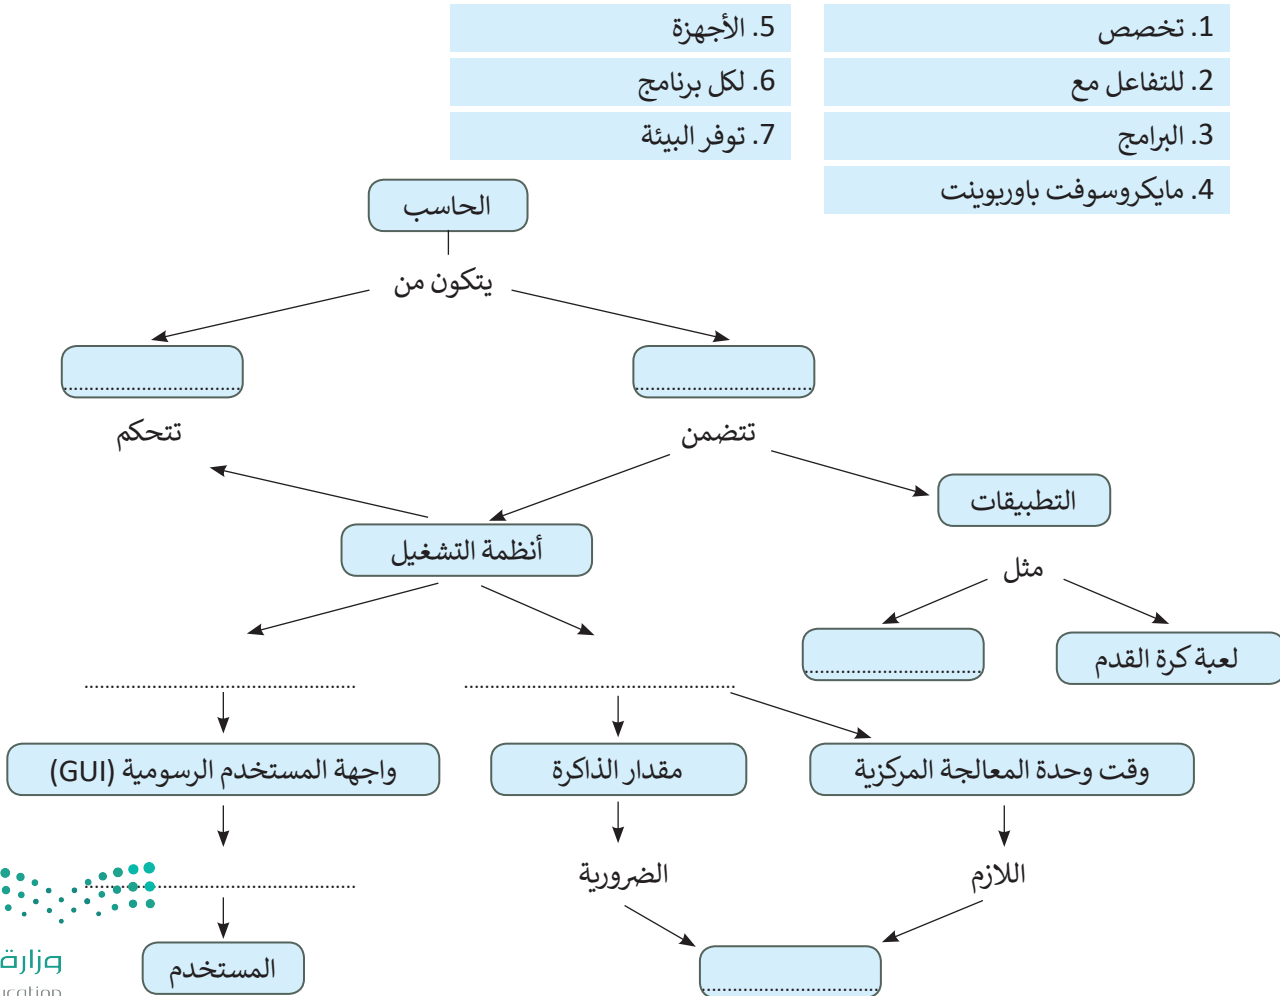 1. تخصص
2. للتفاعل مع
3. البرامج
4. مايكروسوفت باوربوينت
5. الأجهزة
6. لكل برنامج
7. توفر البيئة
الحاسب
يتكون من
تتضمن
تتحكم
التطبيقات
أنظمة التشغيل
مثل
لعبة كرة القدم
وقت وحدة المعالجة المركزية
مقدار الذاكرة
واجهة المستخدم الرسومية (GUI)
اللازم
الضرورية
المستخدم